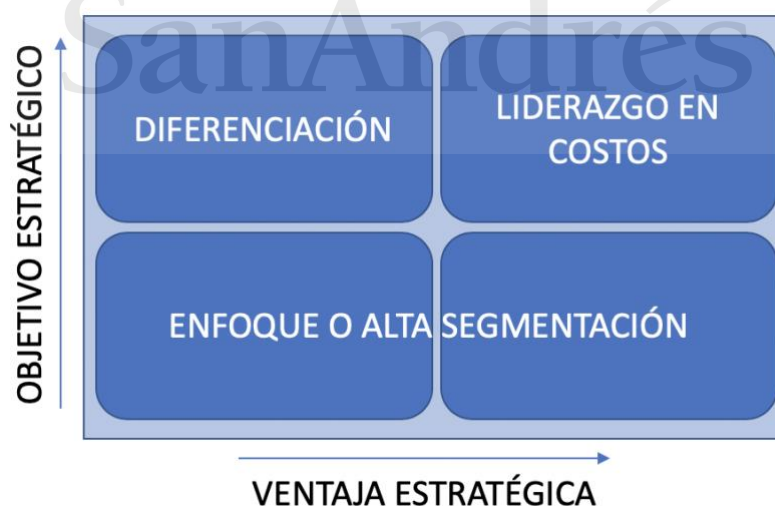 SanAndrés
OBJETIVO ESTRATÉGICO
DIFERENCIACIÓN
LIDERAZGO EN
COSTOS
ENFOQUE O ALTA SEGMENTACIÓN
VENTAJA ESTRATÉGICA